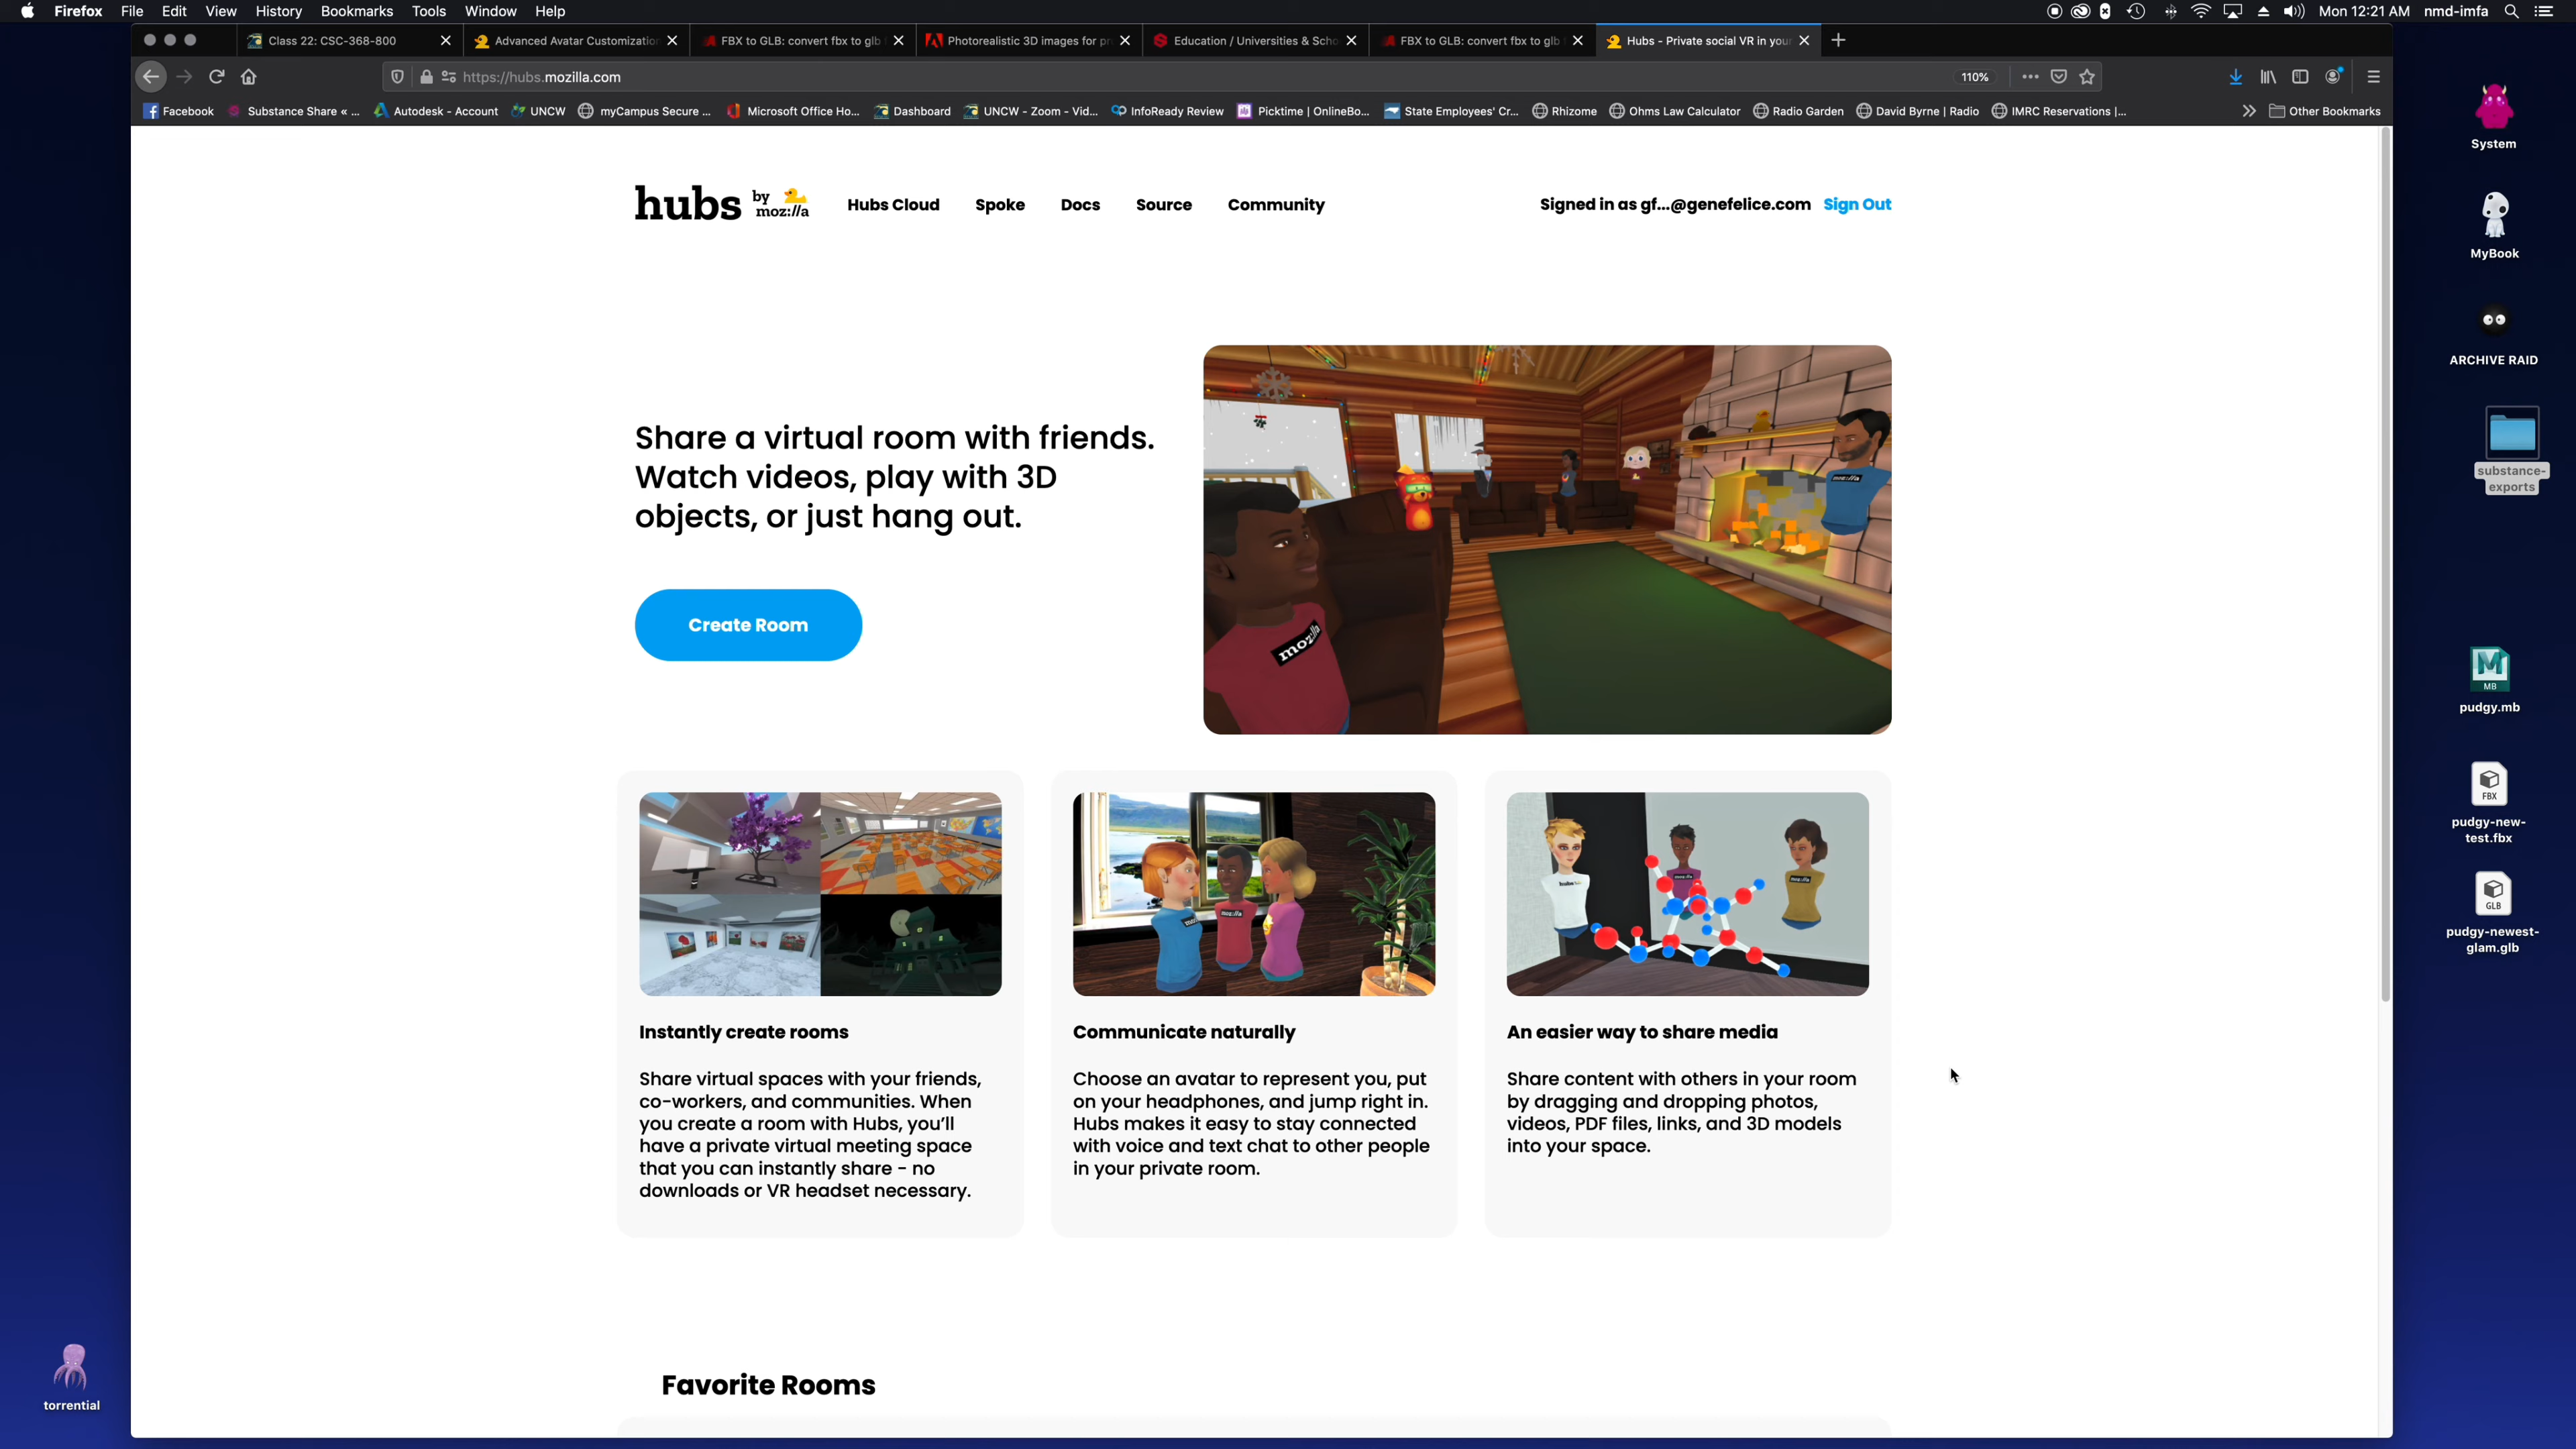 Firefox File Edit View History Bookmarks Tools Window Help
Mon 12:21 AM nmd-imfa
Class 22: CSC-368-800
Advanced Avatar Customizatio
FBX to GLB: convert fbx to glb
Photorealistic 3D images for pr
Education / Universities & Scho
FBX to GLB: convert fbx to glb
Hubs - Private social VR in your
https://hubs.mozilla.com
110%
Facebook
Substance Share « ...
Autodesk - Account
UNCW
myCampus Secure ...
Microsoft Office Ho...
Dashboard
UNCW - Zoom - Vid...
InfoReady Review
Picktime | OnlineBo...
State Employees' Cr...
Rhizome
Ohms Law Calculator
Radio Garden
David Byrne | Radio
IMRC Reservations |...
Other Bookmarks
hubs by moz://a
Hubs Cloud Spoke Docs Source Community
Signed in as gf...@genefelice.com Sign Out
Share a virtual room with friends.
Watch videos, play with 3D
objects, or just hang out.
Create Room
moz://a
moz://a
Instantly create rooms
Share virtual spaces with your friends,
co-workers, and communities. When
you create a room with Hubs, you'll
have a private virtual meeting space
that you can instantly share - no
downloads or VR headset necessary.
Communicate naturally
Choose an avatar to represent you, put
on your headphones, and jump right in.
Hubs makes it easy to stay connected
with voice and text chat to other people
in your private room.
An easier way to share media
Share content with others in your room
by dragging and dropping photos,
videos, PDF files, links, and 3D models
into your space.
Favorite Rooms
System
MyBook
ARCHIVE RAID
substance-
exports
MB
pudgy.mb
FBX
pudgy-new-
test.fbx
GLB
pudgy-newest-
glam.glb
torrential